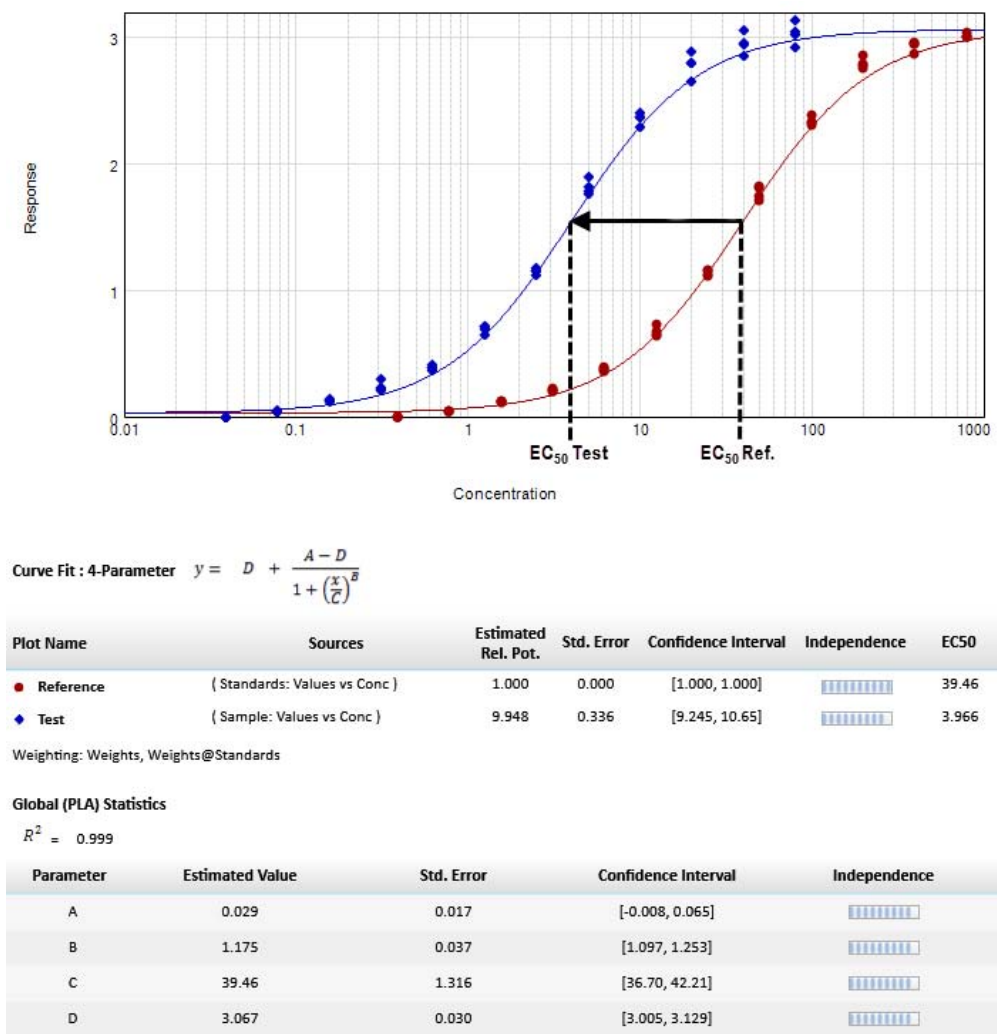 3
2
1
0
Response
0.01 0.1 1 10 100 1000
EC50 Test EC50 Ref.
Concentration
Curve Fit : 4-Parameter y = D + (A − D) / (1 + (x/C)^B)
Plot Name Sources Estimated Rel. Pot. Std. Error Confidence Interval Independence EC50
Reference ( Standards: Values vs Conc ) 1.000 0.000 [1.000, 1.000] 39.46
Test ( Sample: Values vs Conc ) 9.948 0.336 [9.245, 10.65] 3.966
Weighting: Weights, Weights@Standards
Global (PLA) Statistics
R² = 0.999
Parameter Estimated Value Std. Error Confidence Interval Independence
A 0.029 0.017 [-0.008, 0.065]
B 1.175 0.037 [1.097, 1.253]
C 39.46 1.316 [36.70, 42.21]
D 3.067 0.030 [3.005, 3.129]